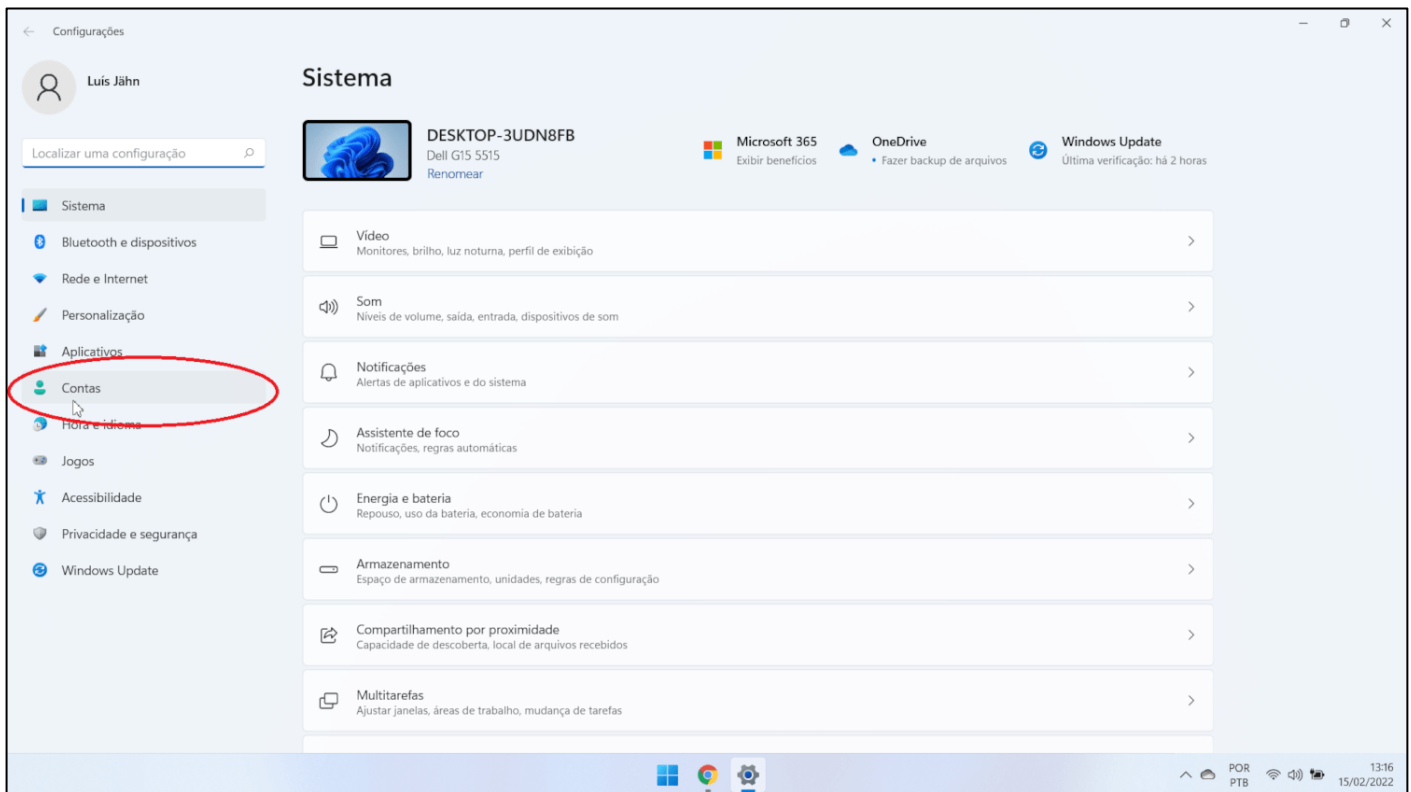 Configurações
Luís Jähn
Localizar uma configuração
Sistema
Bluetooth e dispositivos
Rede e Internet
Personalização
Aplicativos
Contas
Hora e idioma
Jogos
Acessibilidade
Privacidade e segurança
Windows Update
Sistema
DESKTOP-3UDN8FB
Dell G15 5515
Renomear
Microsoft 365
Exibir benefícios
OneDrive
• Fazer backup de arquivos
Windows Update
Última verificação: há 2 horas
Vídeo
Monitores, brilho, luz noturna, perfil de exibição
Som
Níveis de volume, saída, entrada, dispositivos de som
Notificações
Alertas de aplicativos e do sistema
Assistente de foco
Notificações, regras automáticas
Energia e bateria
Repouso, uso da bateria, economia de bateria
Armazenamento
Espaço de armazenamento, unidades, regras de configuração
Compartilhamento por proximidade
Capacidade de descoberta, local de arquivos recebidos
Multitarefas
Ajustar janelas, áreas de trabalho, mudança de tarefas
POR
PTB
13:16
15/02/2022